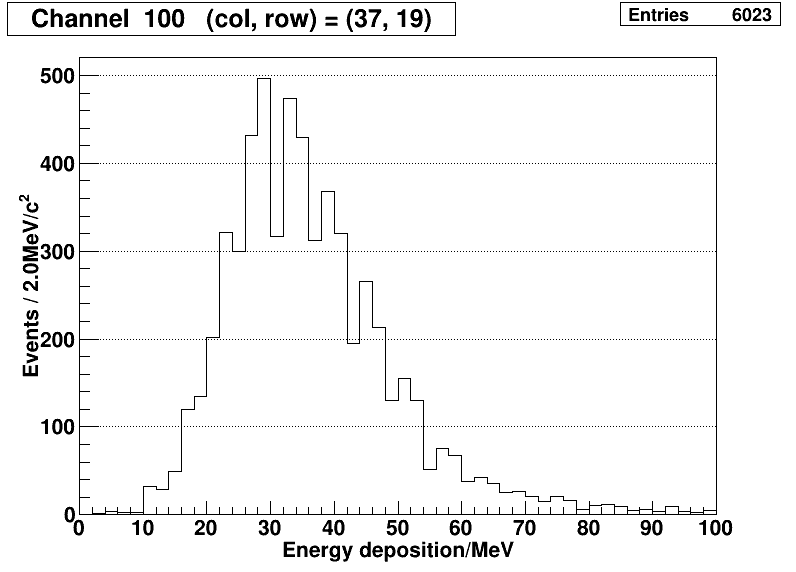 Channel 100 (col, row) = (37, 19)
Entries 6023
Events / 2.0MeV/c²
500
400
300
200
100
0
0 10 20 30 40 50 60 70 80 90 100
Energy deposition/MeV